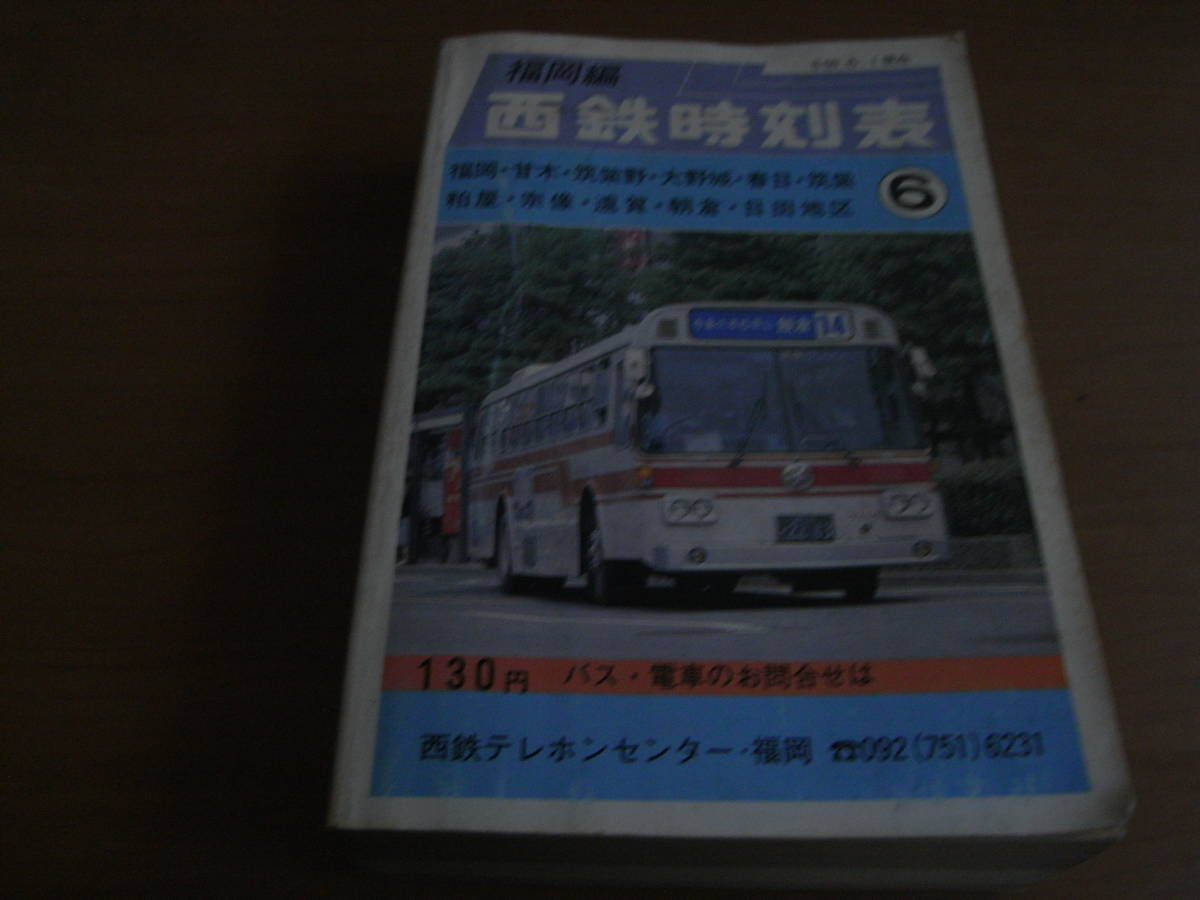 福岡編
西鉄時刻表
福岡・甘木・筑紫野・大野城・春日・筑紫
粕屋・宗像・遠賀・朝倉・日田地区
6
14
130円 バス・電車のお問合せは
西鉄テレホンセンター・福岡 ☎092(751)6231